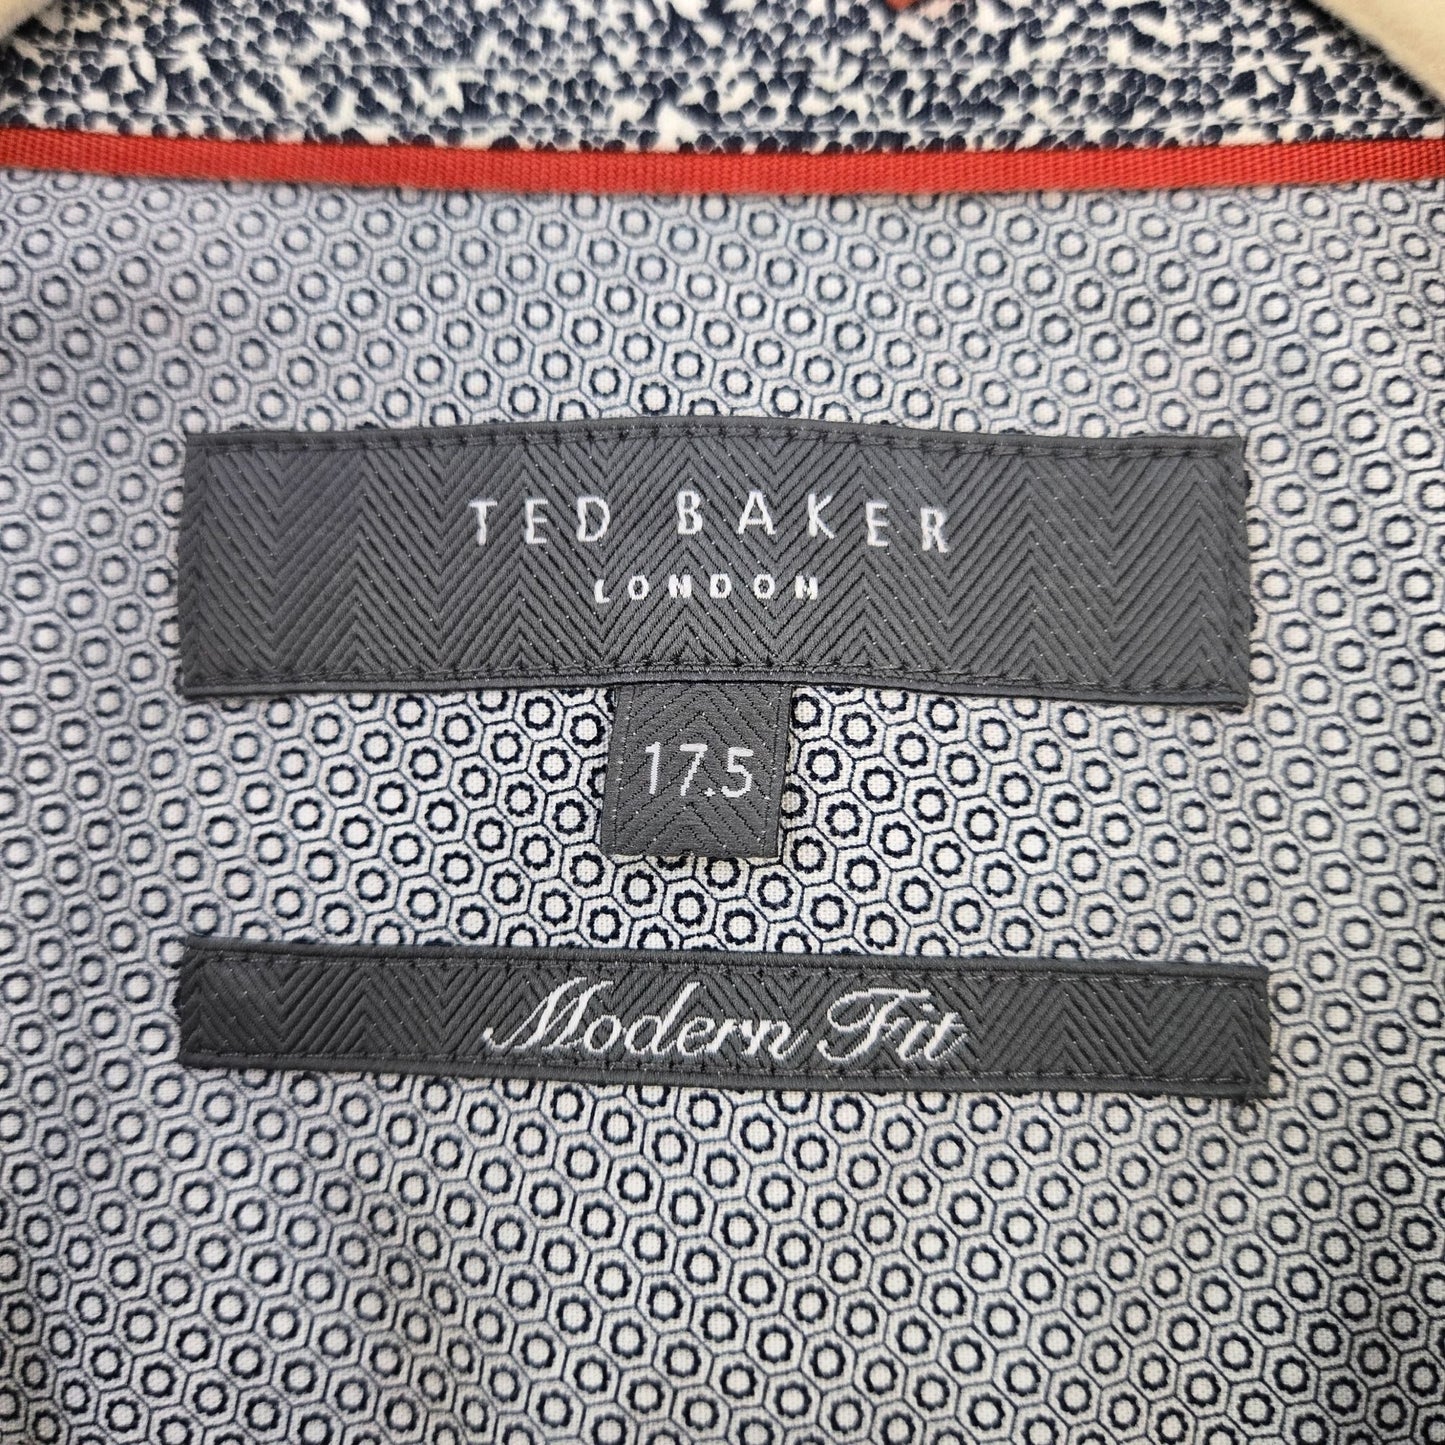 TED BAKER
LONDON
17.5
Modern Fit